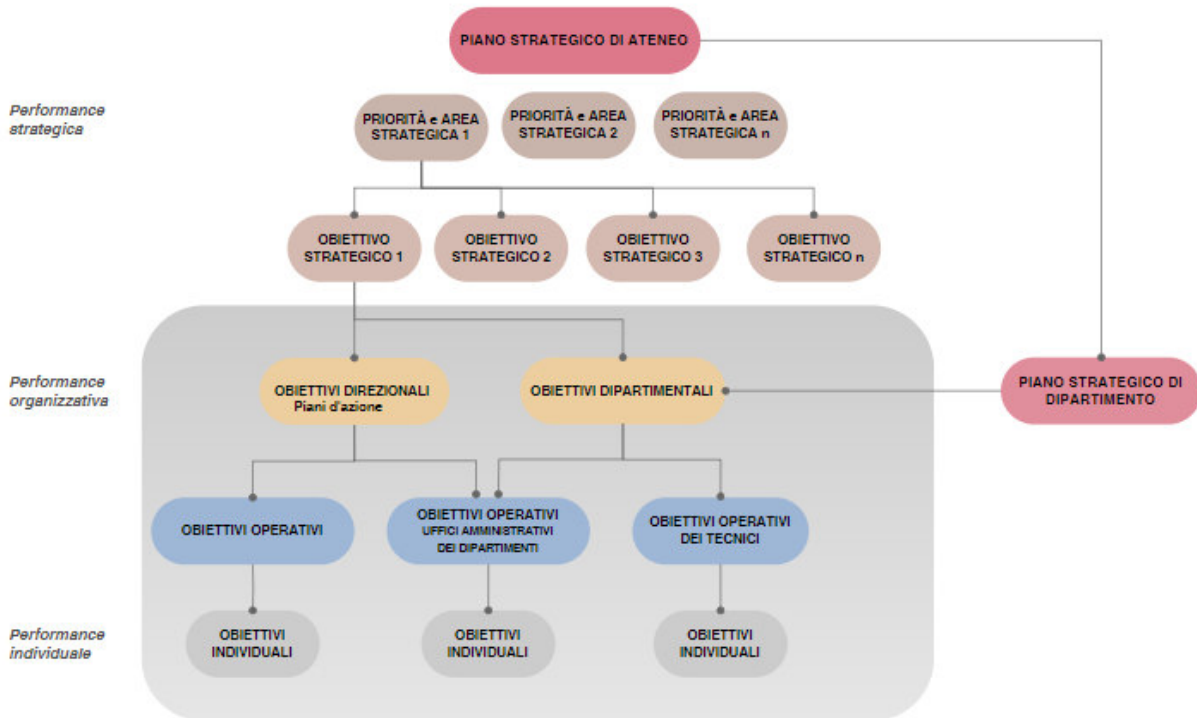 PIANO STRATEGICO DI ATENEO
Performance
strategica
PRIORITÀ e AREA
STRATEGICA 1
PRIORITÀ e AREA
STRATEGICA 2
PRIORITÀ e AREA
STRATEGICA n
OBIETTIVO
STRATEGICO 1
OBIETTIVO
STRATEGICO 2
OBIETTIVO
STRATEGICO 3
OBIETTIVO
STRATEGICO n
Performance
organizzativa
OBIETTIVI DIREZIONALI
Piani d'azione
OBIETTIVI DIPARTIMENTALI
PIANO STRATEGICO DI
DIPARTIMENTO
OBIETTIVI OPERATIVI
OBIETTIVI OPERATIVI
UFFICI AMMINISTRATIVI
DEI DIPARTIMENTI
OBIETTIVI OPERATIVI
DEI TECNICI
Performance
individuale
OBIETTIVI
INDIVIDUALI
OBIETTIVI
INDIVIDUALI
OBIETTIVI
INDIVIDUALI